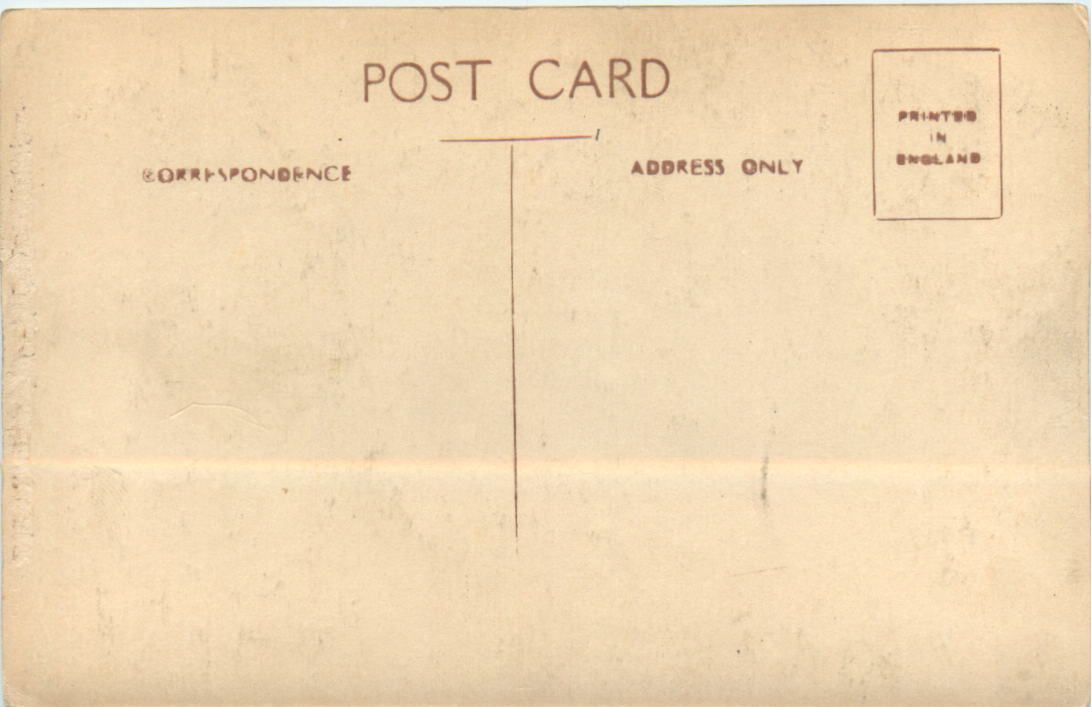 POST CARD
CORRESPONDENCE
ADDRESS ONLY
PRINTED
IN
ENGLAND